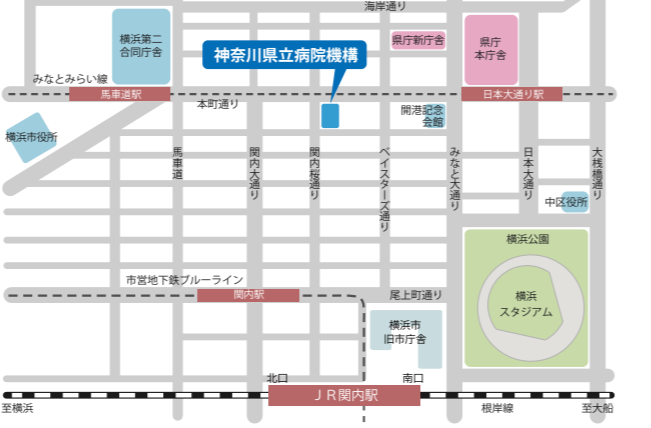 海岸通り
横浜第二
合同庁舎
県庁新庁舎
県庁
本庁舎
神奈川県立病院機構
みなとみらい線
馬車道駅
日本大通り駅
本町通り
開港記念
会館
横浜市役所
馬車道
関内大通り
関内桜通り
ベイスターズ通り
みなと大通り
日本大通り
大桟橋通り
中区役所
横浜公園
市営地下鉄ブルーライン
関内駅
尾上町通り
横浜
スタジアム
横浜市
旧市庁舎
北口
南口
JR関内駅
至横浜
根岸線
至大船